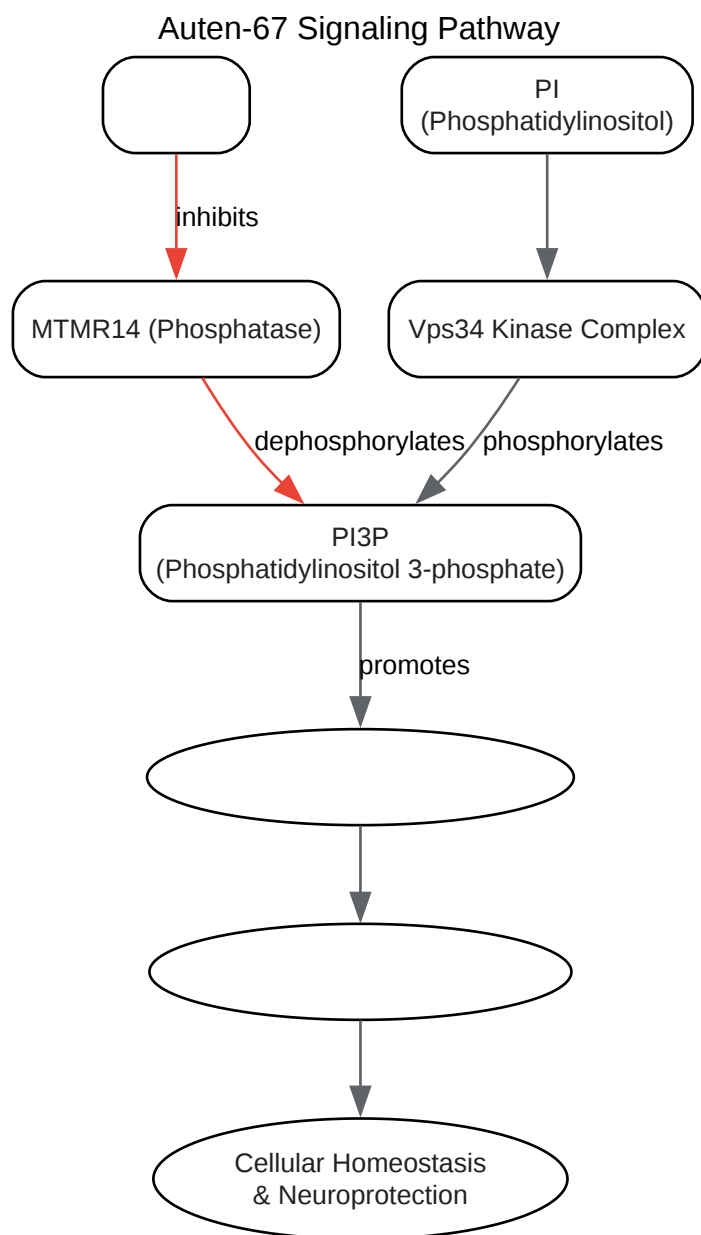 Auten-67 Signaling Pathway
PI
(Phosphatidylinositol)
inhibits
MTMR14 (Phosphatase)
Vps34 Kinase Complex
dephosphorylates
phosphorylates
PI3P
(Phosphatidylinositol 3-phosphate)
promotes
Cellular Homeostasis
& Neuroprotection